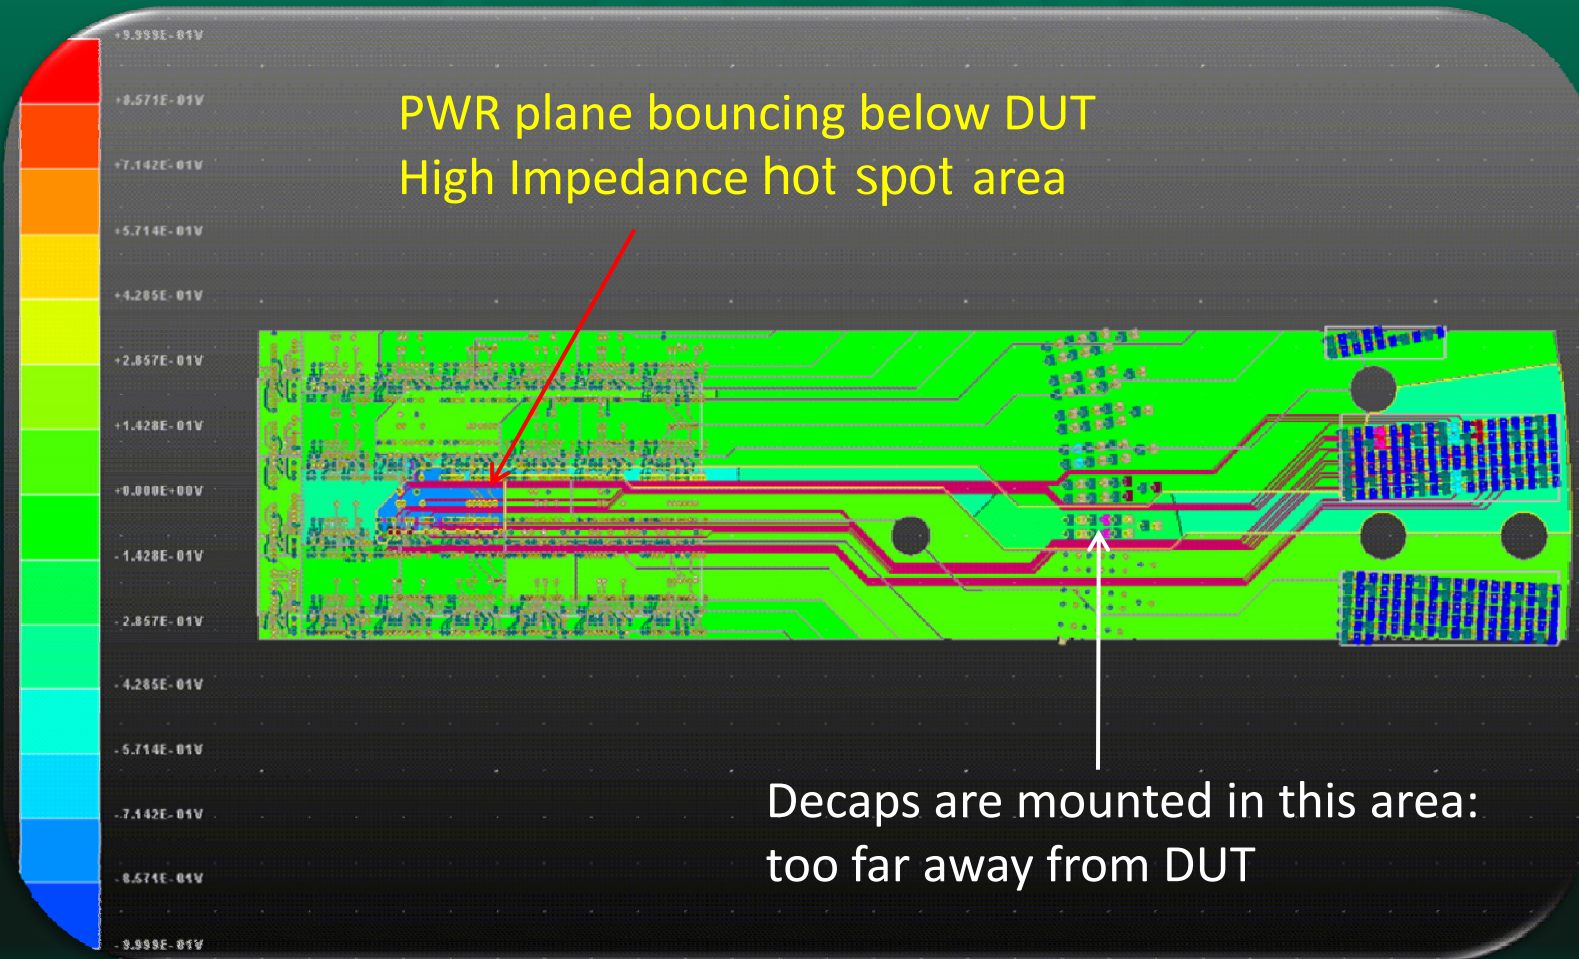 +9.999E-01V
+8.571E-01V
+7.142E-01V
+5.714E-01V
+4.285E-01V
+2.857E-01V
+1.428E-01V
+0.000E+00V
-1.428E-01V
-2.857E-01V
-4.285E-01V
-5.714E-01V
-7.142E-01V
-8.571E-01V
-9.999E-01V
PWR plane bouncing below DUT
High Impedance hot spot area
Decaps are mounted in this area:
too far away from DUT